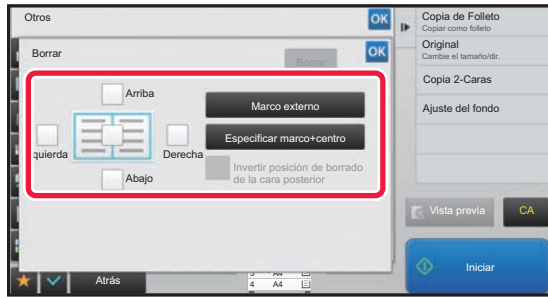 Otros
OK
Borrar
Borrar
OK
Arriba
quierda
Derecha
Abajo
Marco externo
Especificar marco+centro
Invertir posición de borrado
de la cara posterior
Atrás
3 A4
4 A4
Copia de Folleto
Copiar como folleto
Original
Cambie el tamaño/dir.
Copia 2-Caras
Ajuste del fondo
Vista previa
CA
Iniciar